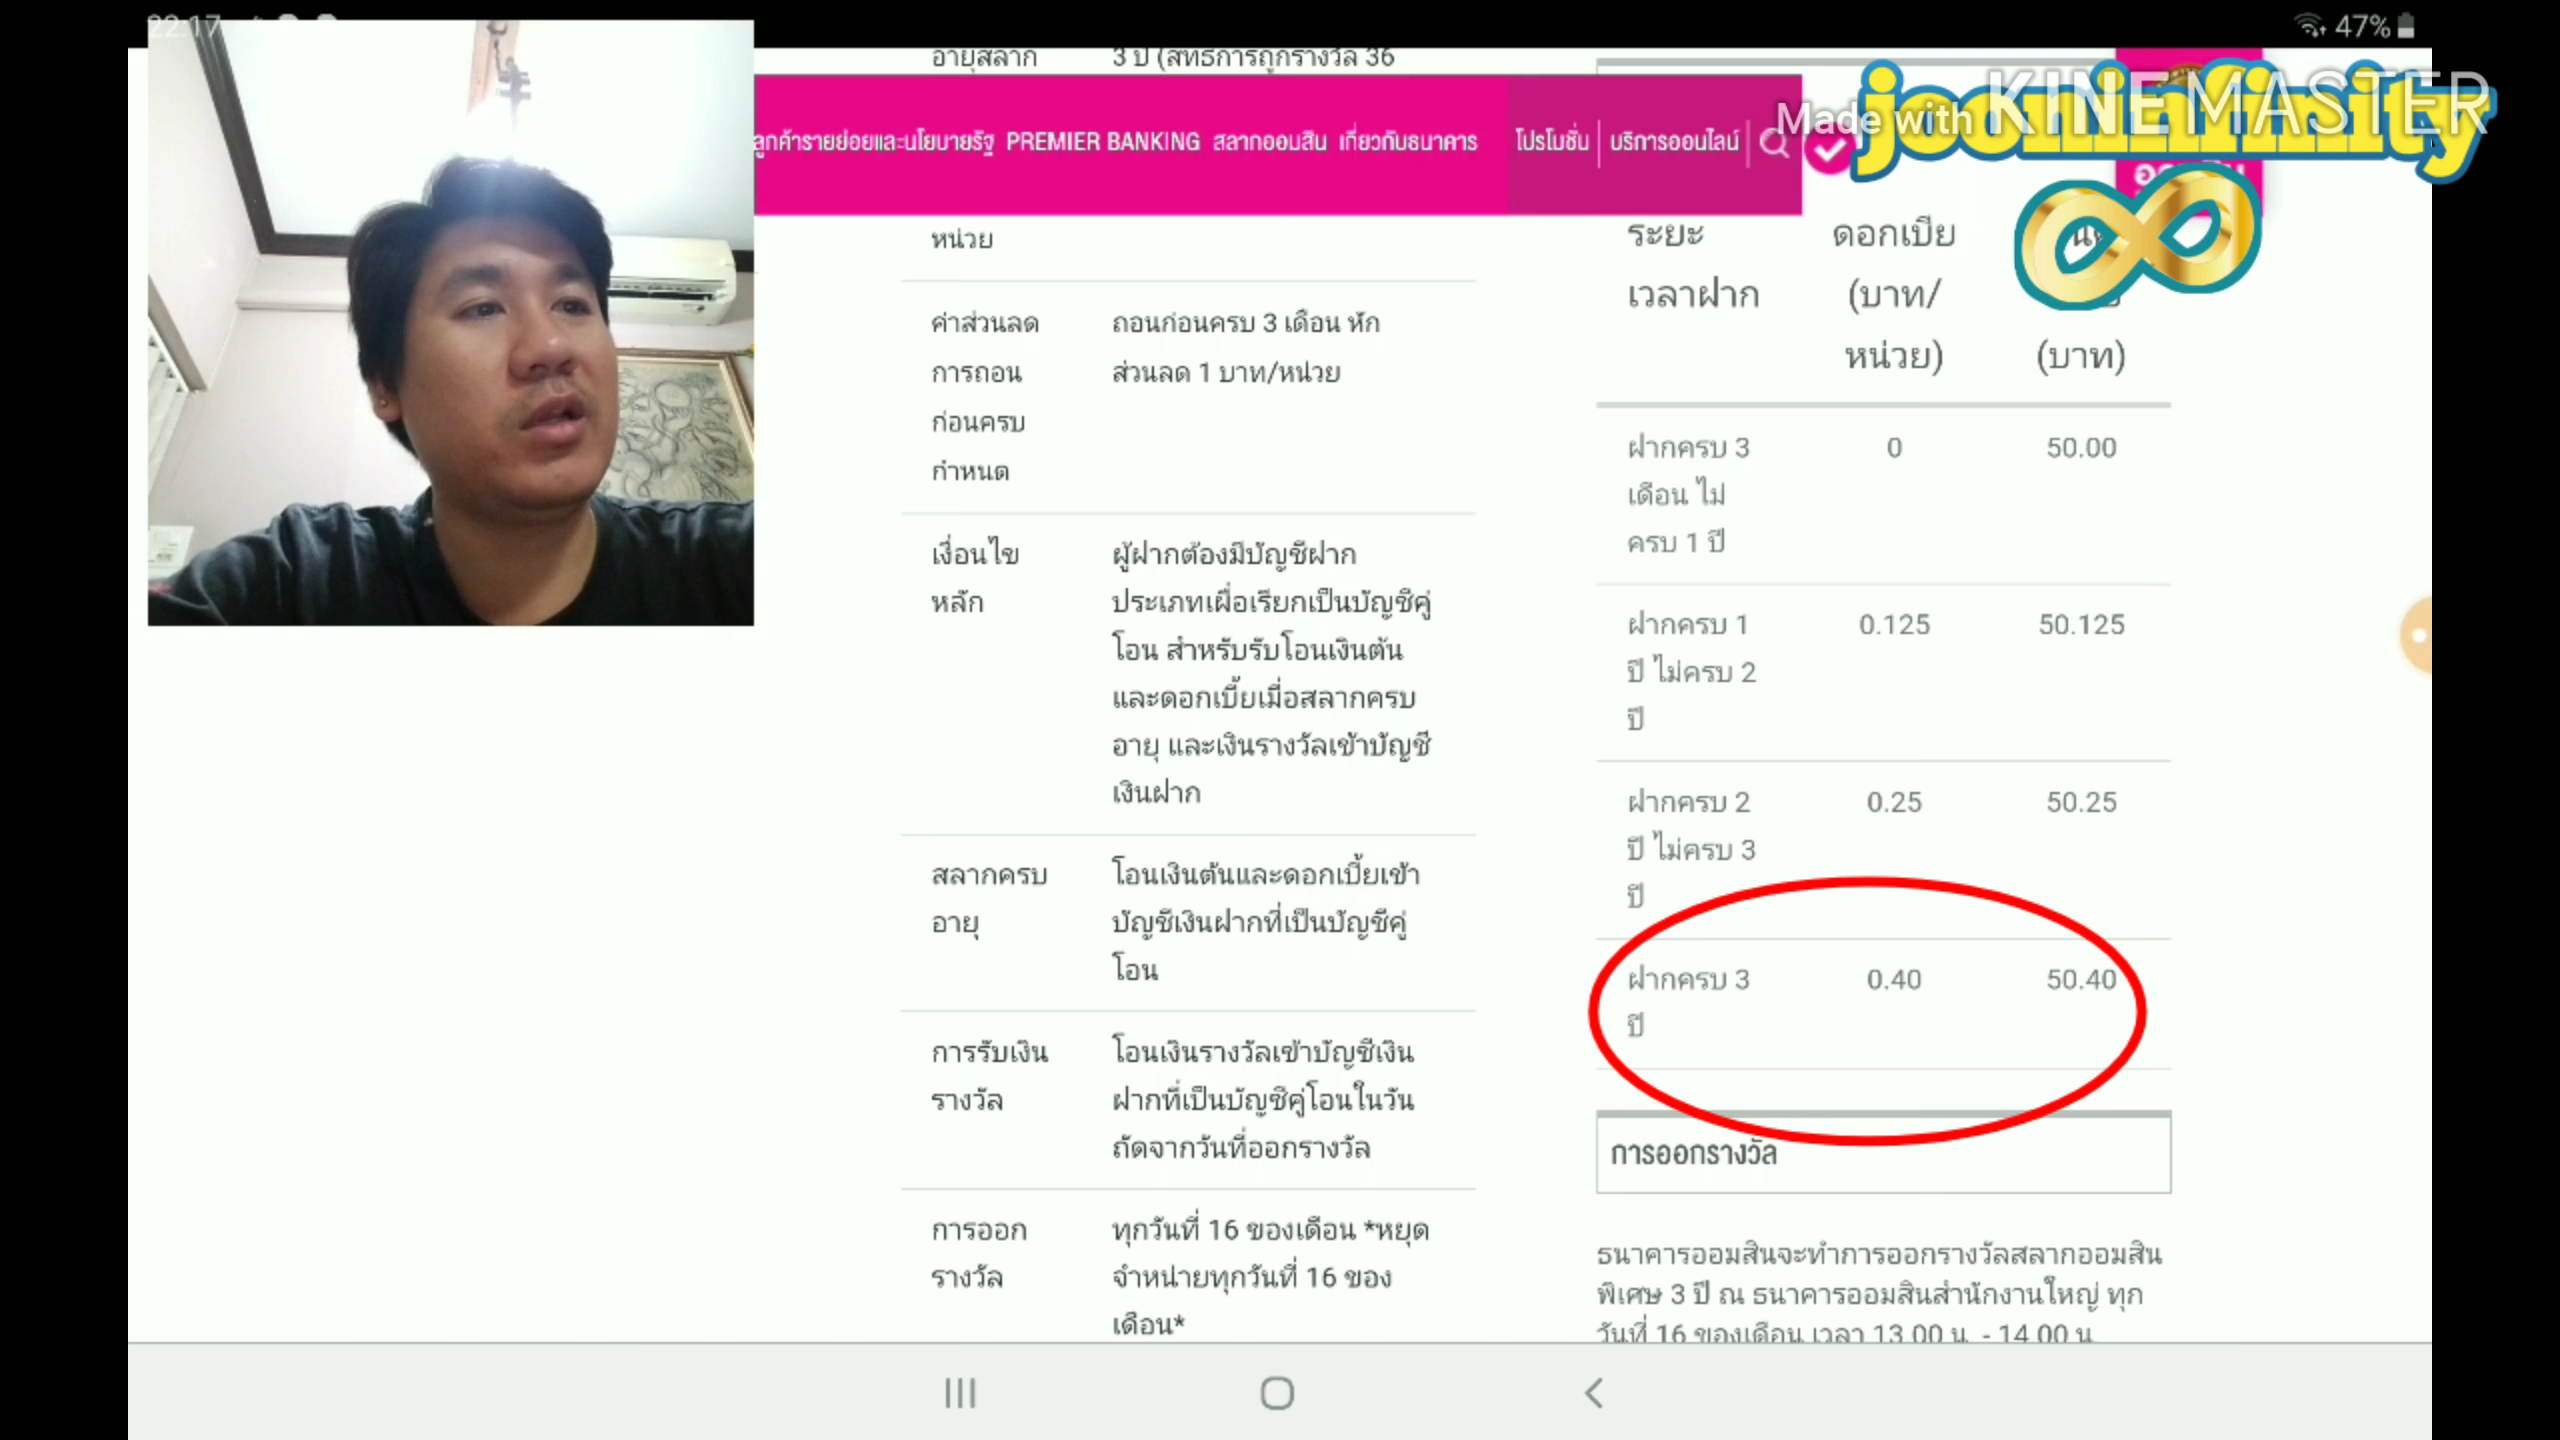 22:17
47%
อายุสลาก 3 ปี (สิทธิการถูกรางวัล 36
ลูกค้ารายย่อยและนโยบายรัฐ PREMIER BANKING สลากออมสิน เกี่ยวกับธนาคาร โปรโมชั่น บริการออนไลน์
Made with KINEMASTER
jooninfinity
หน่วย
ค่าส่วนลด ถอนก่อนครบ 3 เดือน หัก
การถอน ส่วนลด 1 บาท/หน่วย
ก่อนครบ
กำหนด
เงื่อนไข ผู้ฝากต้องมีบัญชีฝาก
หลัก ประเภทเผื่อเรียกเป็นบัญชีคู่
โอน สำหรับรับโอนเงินต้น
และดอกเบี้ยเมื่อสลากครบ
อายุ และเงินรางวัลเข้าบัญชี
เงินฝาก
สลากครบ โอนเงินต้นและดอกเบี้ยเข้า
อายุ บัญชีเงินฝากที่เป็นบัญชีคู่
โอน
การรับเงิน โอนเงินรางวัลเข้าบัญชีเงิน
รางวัล ฝากที่เป็นบัญชีคู่โอนในวัน
ถัดจากวันที่ออกรางวัล
การออก ทุกวันที่ 16 ของเดือน *หยุด
รางวัล จำหน่ายทุกวันที่ 16 ของ
เดือน*
ระยะ ดอกเบี้ย
เวลาฝาก (บาท/
หน่วย) (บาท)
ฝากครบ 3 0 50.00
เดือน ไม่
ครบ 1 ปี
ฝากครบ 1 0.125 50.125
ปี ไม่ครบ 2
ปี
ฝากครบ 2 0.25 50.25
ปี ไม่ครบ 3
ปี
ฝากครบ 3 0.40 50.40
ปี
การออกรางวัล
ธนาคารออมสินจะทำการออกรางวัลสลากออมสิน
พิเศษ 3 ปี ณ ธนาคารออมสินสำนักงานใหญ่ ทุก
วันที่ 16 ของเดือน เวลา 13.00 น. - 14.00 น.